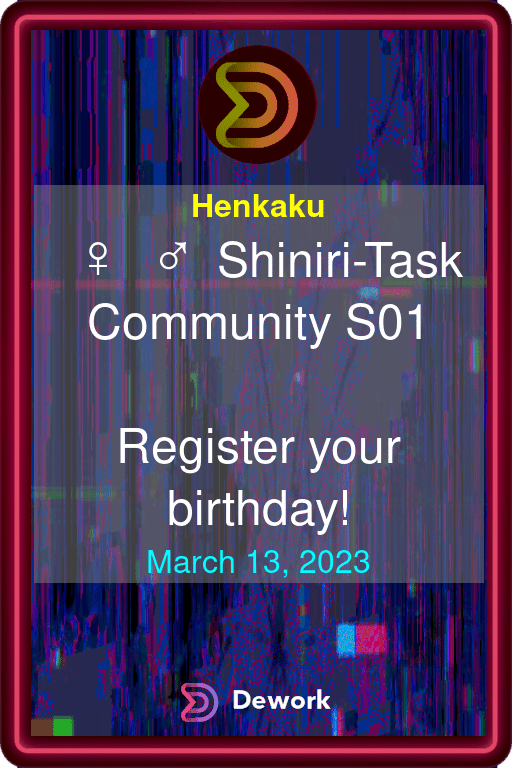 Henkaku
♀ ♂ Shiniri-Task
Community S01
Register your
birthday!
March 13, 2023
Dework